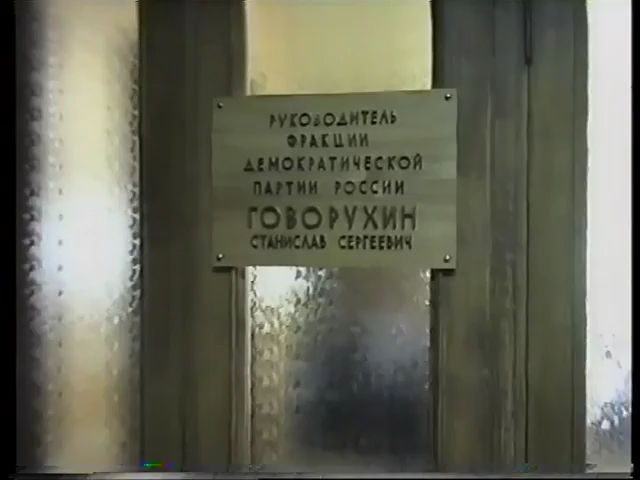 РУКОВОДИТЕЛЬ
ФРАКЦИИ
ДЕМОКРАТИЧЕСКОЙ
ПАРТИИ РОССИИ
ГОВОРУХИН
СТАНИСЛАВ СЕРГЕЕВИЧ